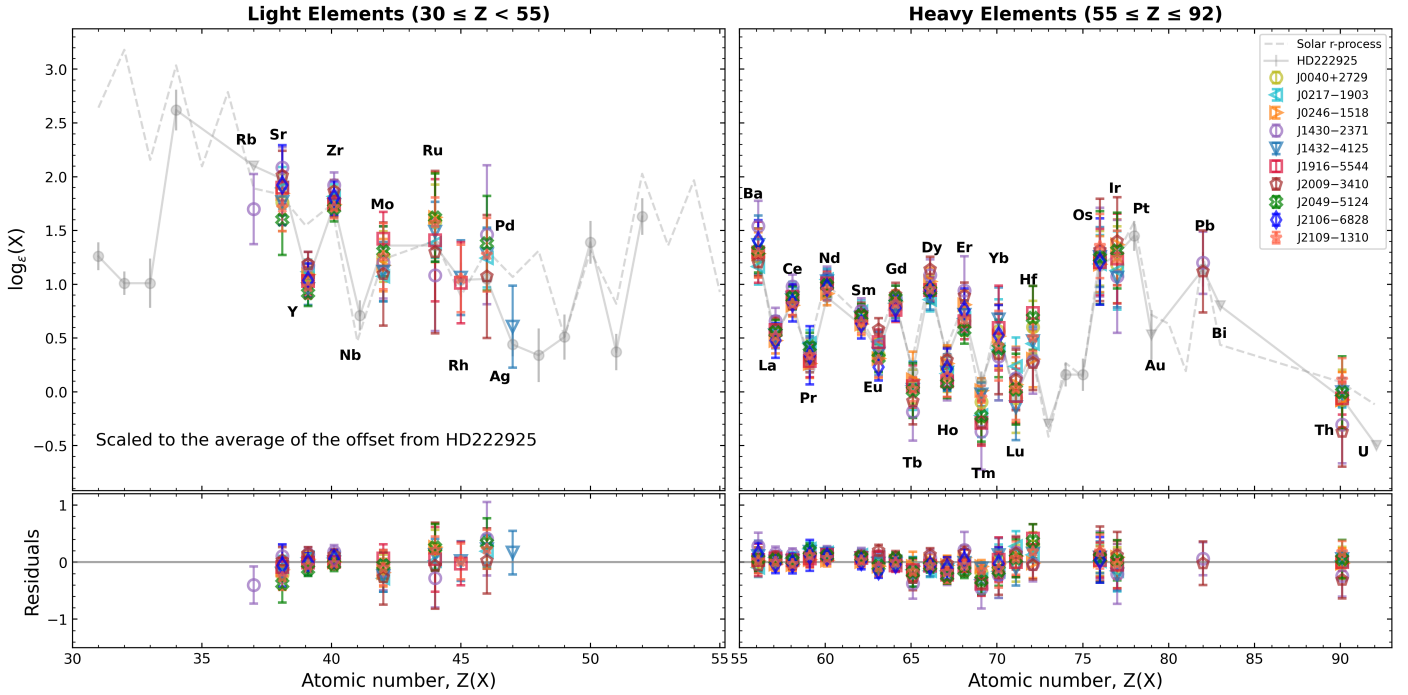 Light Elements (30 ≤ Z < 55)
Heavy Elements (55 ≤ Z ≤ 92)
logε(X)
3.0
2.5
2.0
1.5
1.0
0.5
0.0
−0.5
Rb
Sr
Y
Zr
Nb
Mo
Ru
Rh
Pd
Ag
Scaled to the average of the offset from HD222925
Ba
La
Ce
Pr
Nd
Sm
Eu
Gd
Tb
Dy
Ho
Er
Tm
Yb
Lu
Hf
Os
Ir
Pt
Au
Pb
Bi
Th
U
Solar r-process
HD222925
J0040+2729
J0217−1903
J0246−1518
J1430−2371
J1432−4125
J1916−5544
J2009−3410
J2049−5124
J2106−6828
J2109−1310
Residuals
1
0
−1
30 35 40 45 50 55
55 60 65 70 75 80 85 90
Atomic number, Z(X)
Atomic number, Z(X)